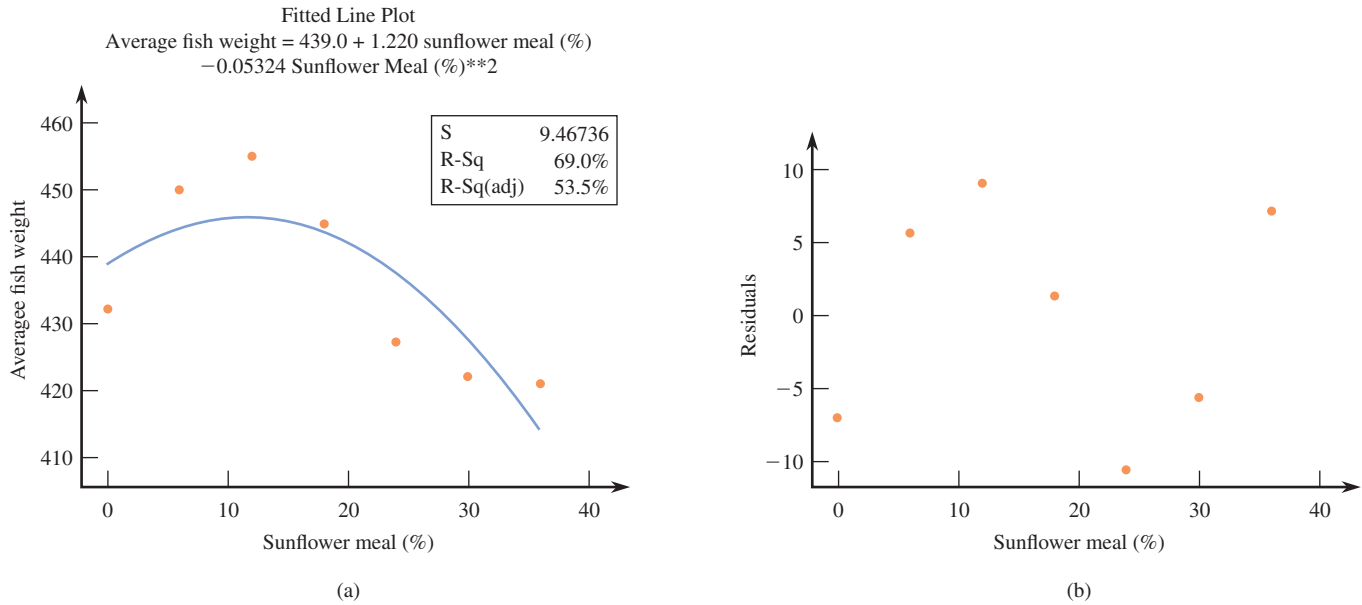 Fitted Line Plot
Average fish weight = 439.0 + 1.220 sunflower meal (%)
−0.05324 Sunflower Meal (%)**2
S 9.46736
R-Sq 69.0%
R-Sq(adj) 53.5%
460
450
440
430
420
410
Averagee fish weight
0 10 20 30 40
Sunflower meal (%)
(a)
10
5
0
−5
−10
Residuals
0 10 20 30 40
Sunflower meal (%)
(b)